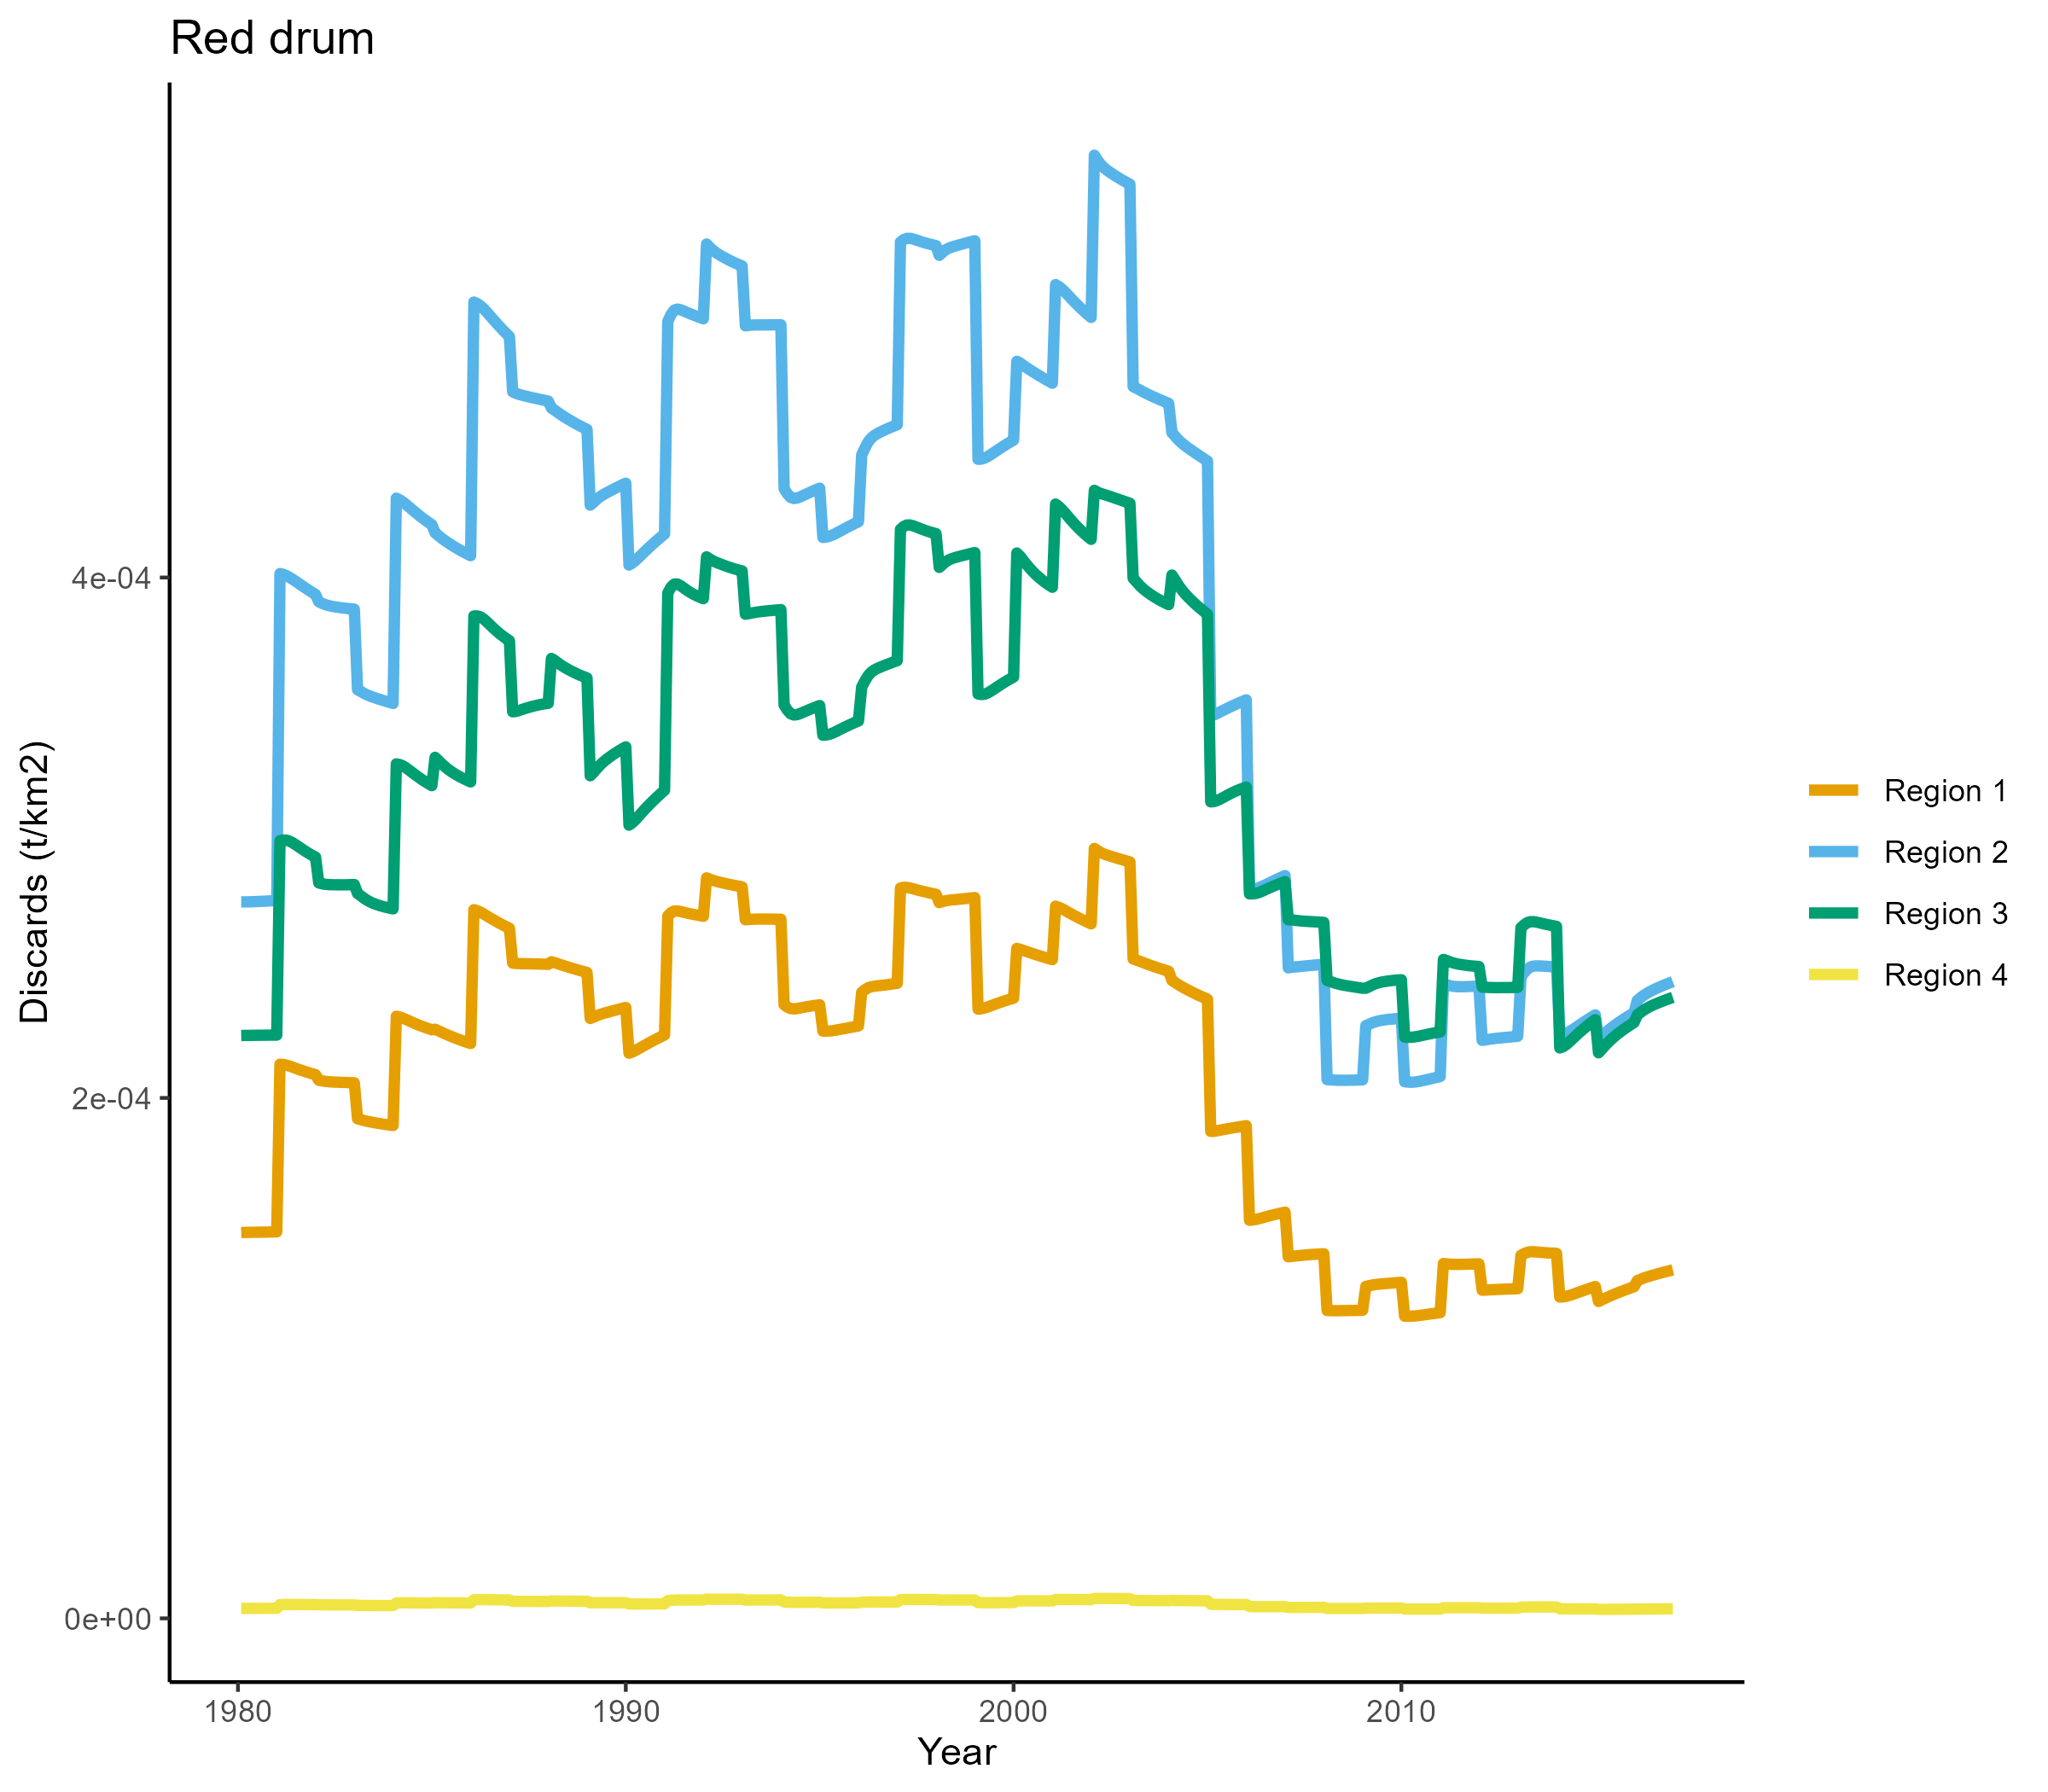 Red drum
Discards (t/km2)
4e-04
2e-04
0e+00
1980
1990
2000
2010
Year
Region 1
Region 2
Region 3
Region 4